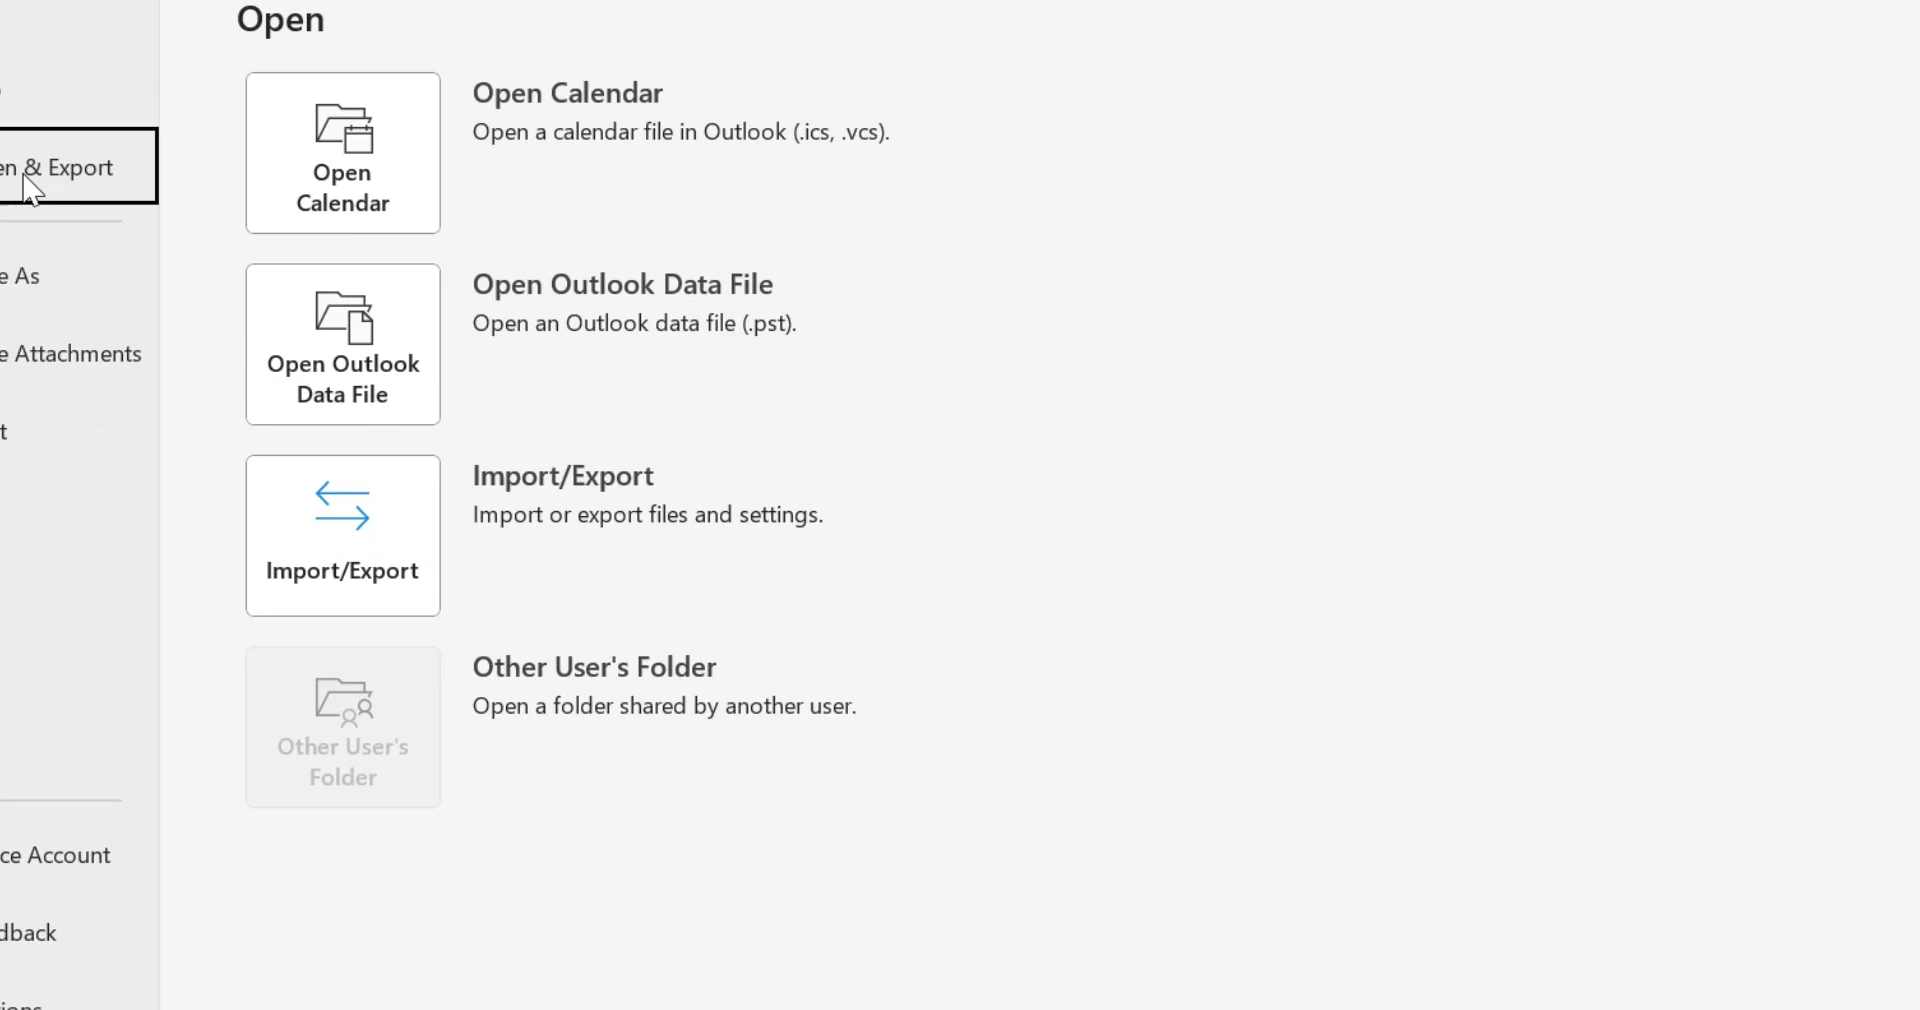 Open
en & Export
e As
e Attachments
t
ce Account
dback
Open
Calendar
Open Calendar
Open a calendar file in Outlook (.ics, .vcs).
Open Outlook
Data File
Open Outlook Data File
Open an Outlook data file (.pst).
Import/Export
Import/Export
Import or export files and settings.
Other User's
Folder
Other User's Folder
Open a folder shared by another user.